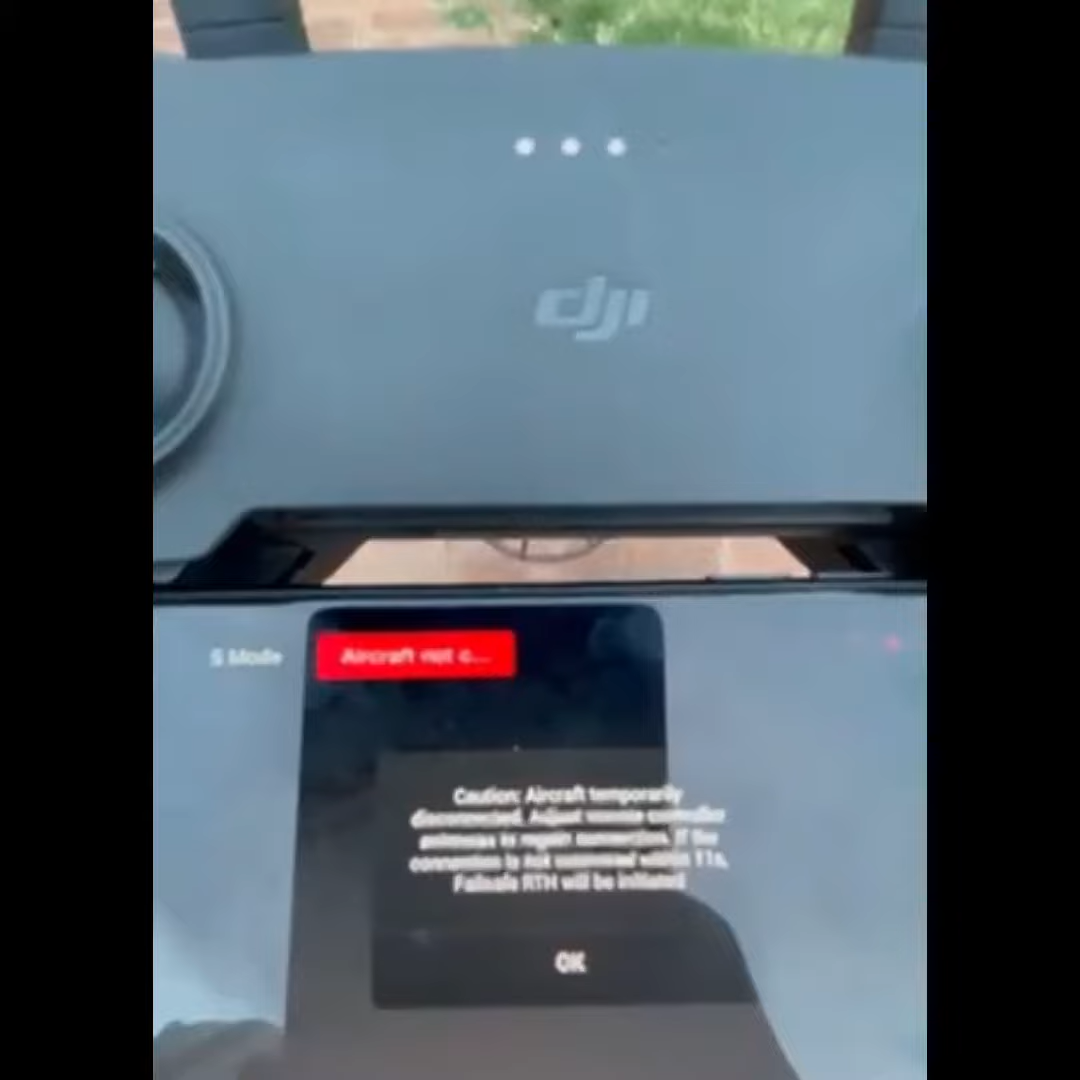 dji
S Mode
Aircraft not c...
Caution: Aircraft temporarily
disconnected. Adjust remote controller
antennas to regain connection. If the
connection is not recovered within 11s,
Failsafe RTH will be initiated
OK